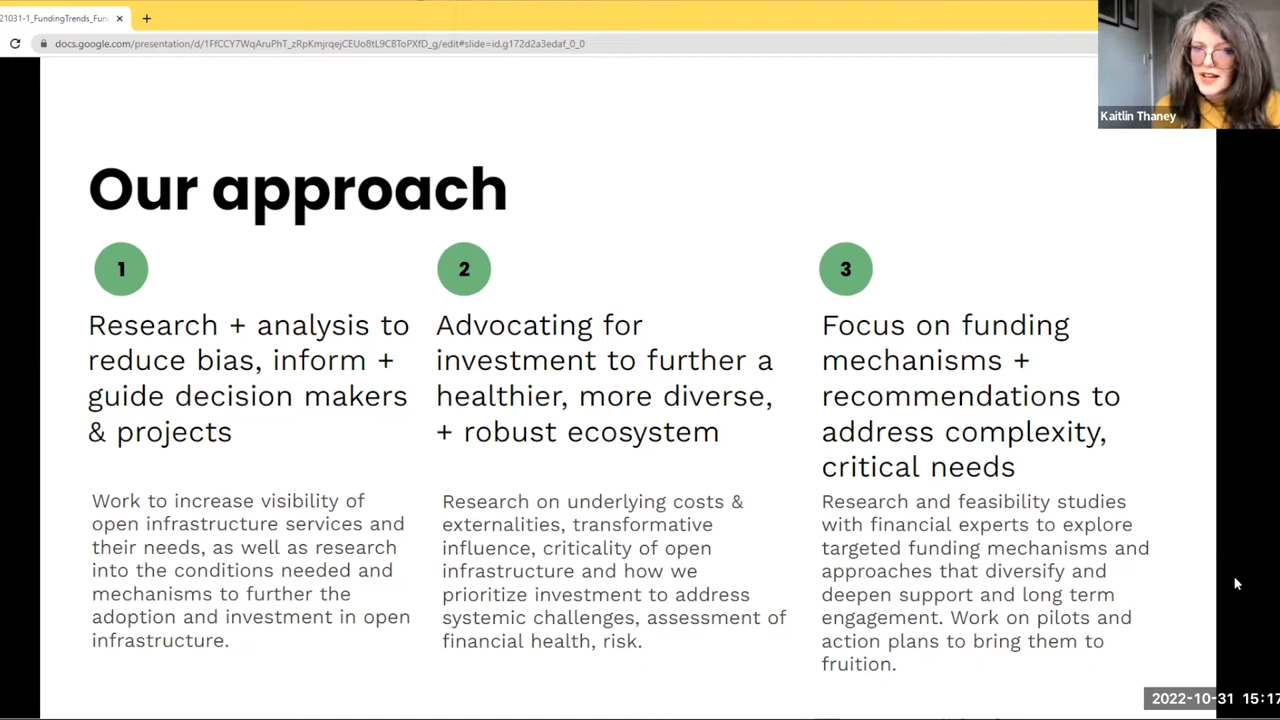 21031-1_FundingTrends_Fun
docs.google.com/presentation/d/1FfCCY7WqAruPhT_zRpKmjrqejCEUo8tL9C8ToPXfD_g/edit#slide=id.g172d2a3edaf_0_0
Kaitlin Thaney
Our approach
1
Research + analysis to
reduce bias, inform +
guide decision makers
& projects
Work to increase visibility of
open infrastructure services and
their needs, as well as research
into the conditions needed and
mechanisms to further the
adoption and investment in open
infrastructure.
2
Advocating for
investment to further a
healthier, more diverse,
+ robust ecosystem
Research on underlying costs &
externalities, transformative
influence, criticality of open
infrastructure and how we
prioritize investment to address
systemic challenges, assessment of
financial health, risk.
3
Focus on funding
mechanisms +
recommendations to
address complexity,
critical needs
Research and feasibility studies
with financial experts to explore
targeted funding mechanisms and
approaches that diversify and
deepen support and long term
engagement. Work on pilots and
action plans to bring them to
fruition.
2022-10-31 15:17